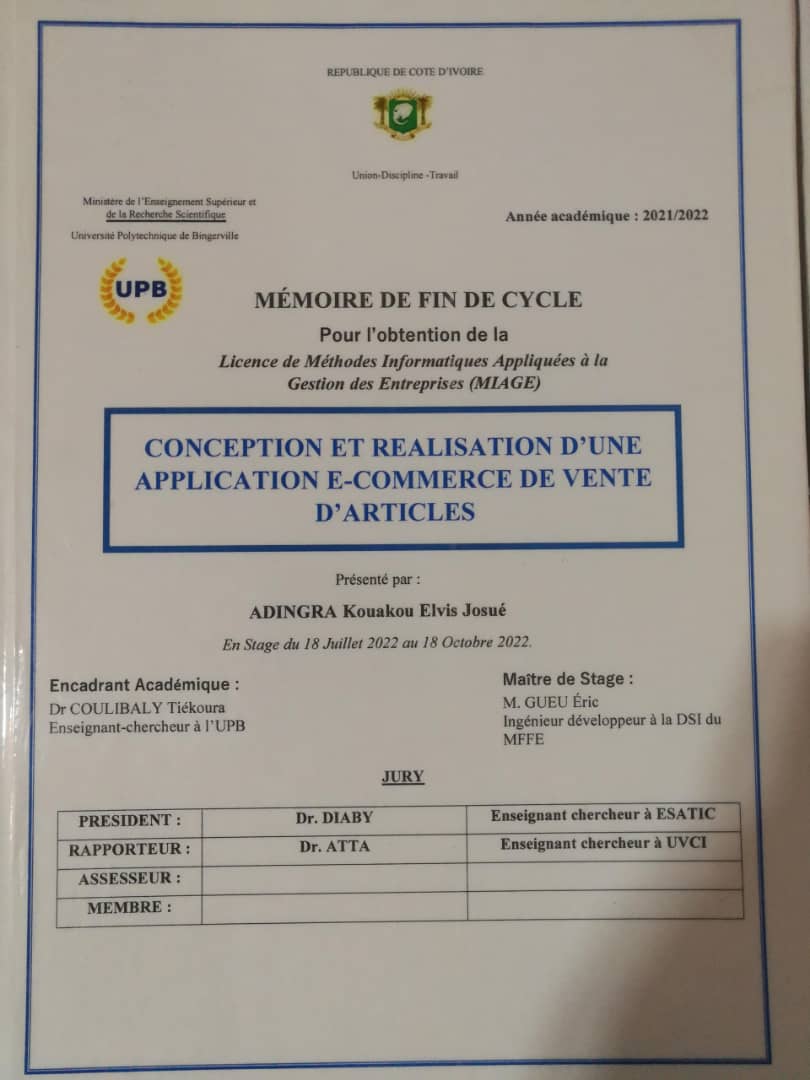 REPUBLIQUE DE COTE D'IVOIRE
Union-Discipline -Travail
Ministère de l'Enseignement Supérieur et
de la Recherche Scientifique
Université Polytechnique de Bingerville
Année académique : 2021/2022
UPB
MÉMOIRE DE FIN DE CYCLE
Pour l'obtention de la
Licence de Méthodes Informatiques Appliquées à la
Gestion des Entreprises (MIAGE)
CONCEPTION ET REALISATION D'UNE
APPLICATION E-COMMERCE DE VENTE
D'ARTICLES
Présenté par :
ADINGRA Kouakou Elvis Josué
En Stage du 18 Juillet 2022 au 18 Octobre 2022.
Encadrant Académique :
Dr COULIBALY Tiékoura
Enseignant-chercheur à l'UPB
Maître de Stage :
M. GUEU Éric
Ingénieur développeur à la DSI du
MFFE
JURY
PRESIDENT : Dr. DIABY Enseignant chercheur à ESATIC
RAPPORTEUR : Dr. ATTA Enseignant chercheur à UVCI
ASSESSEUR :
MEMBRE :